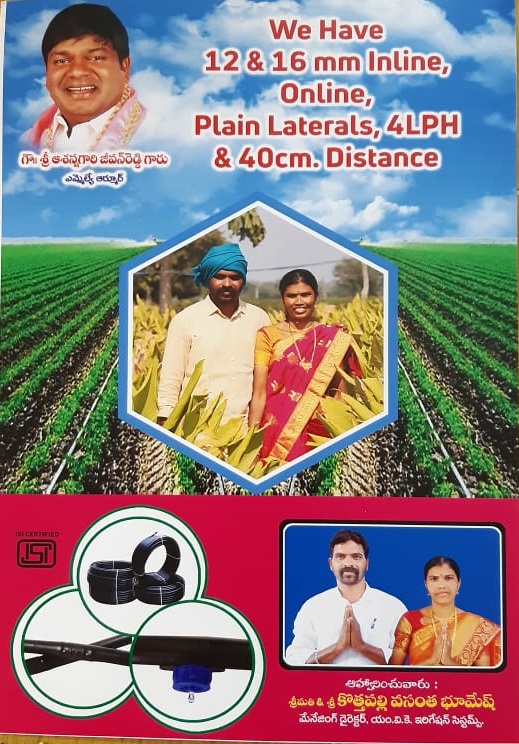 We Have
12 & 16 mm Inline,
Online,
Plain Laterals, 4LPH
& 40cm. Distance
గౌ॥ శ్రీ ఆశన్నగారి జీవన్‌రెడ్డి గారు
ఎమ్మెల్యే ఆర్మూర్
ISI CERTIFIED
ISI
ఆహ్వానించువారు :
శ్రీమతి & శ్రీ కొత్తపల్లి వసంత భూమేష్
మేనేజింగ్ డైరెక్టర్, యం.వి.కె. ఇరిగేషన్ సిస్టమ్స్.